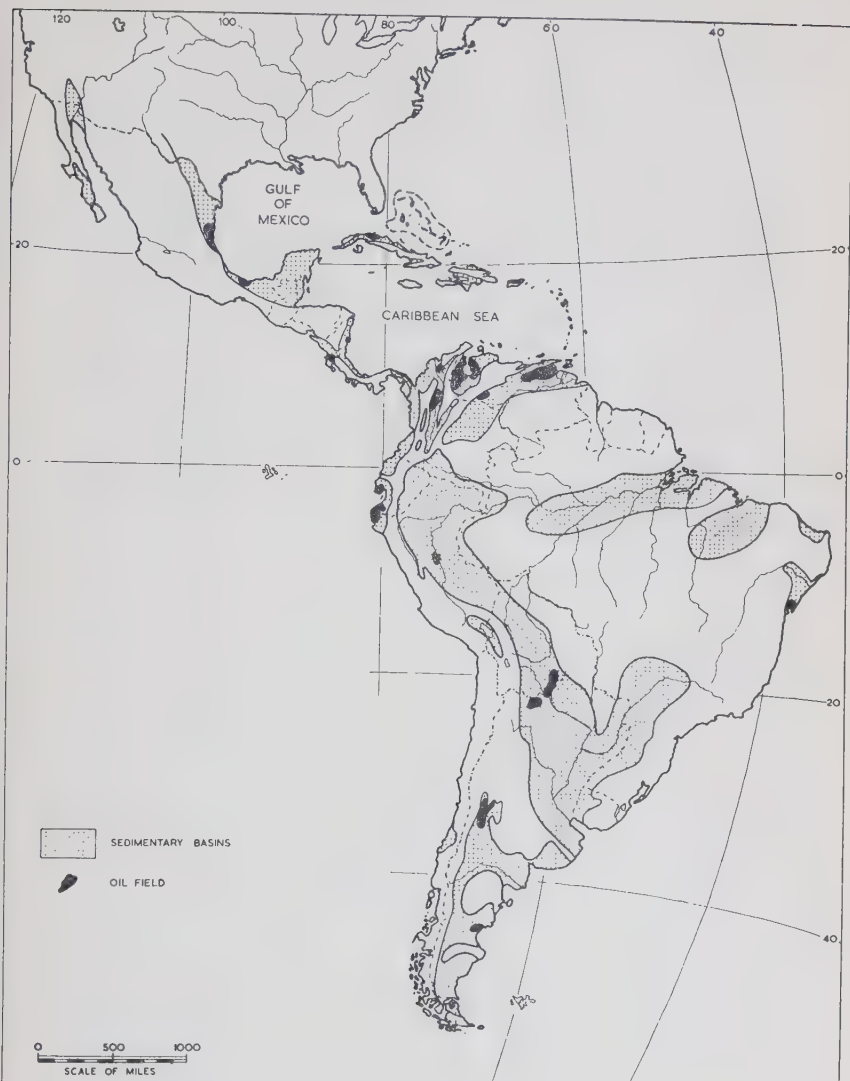 120 100 80 60 40
GULF
OF
MEXICO
20 20
CARIBBEAN SEA
0 0
20
SEDIMENTARY BASINS
OIL FIELD
40
0 500 1000
SCALE OF MILES